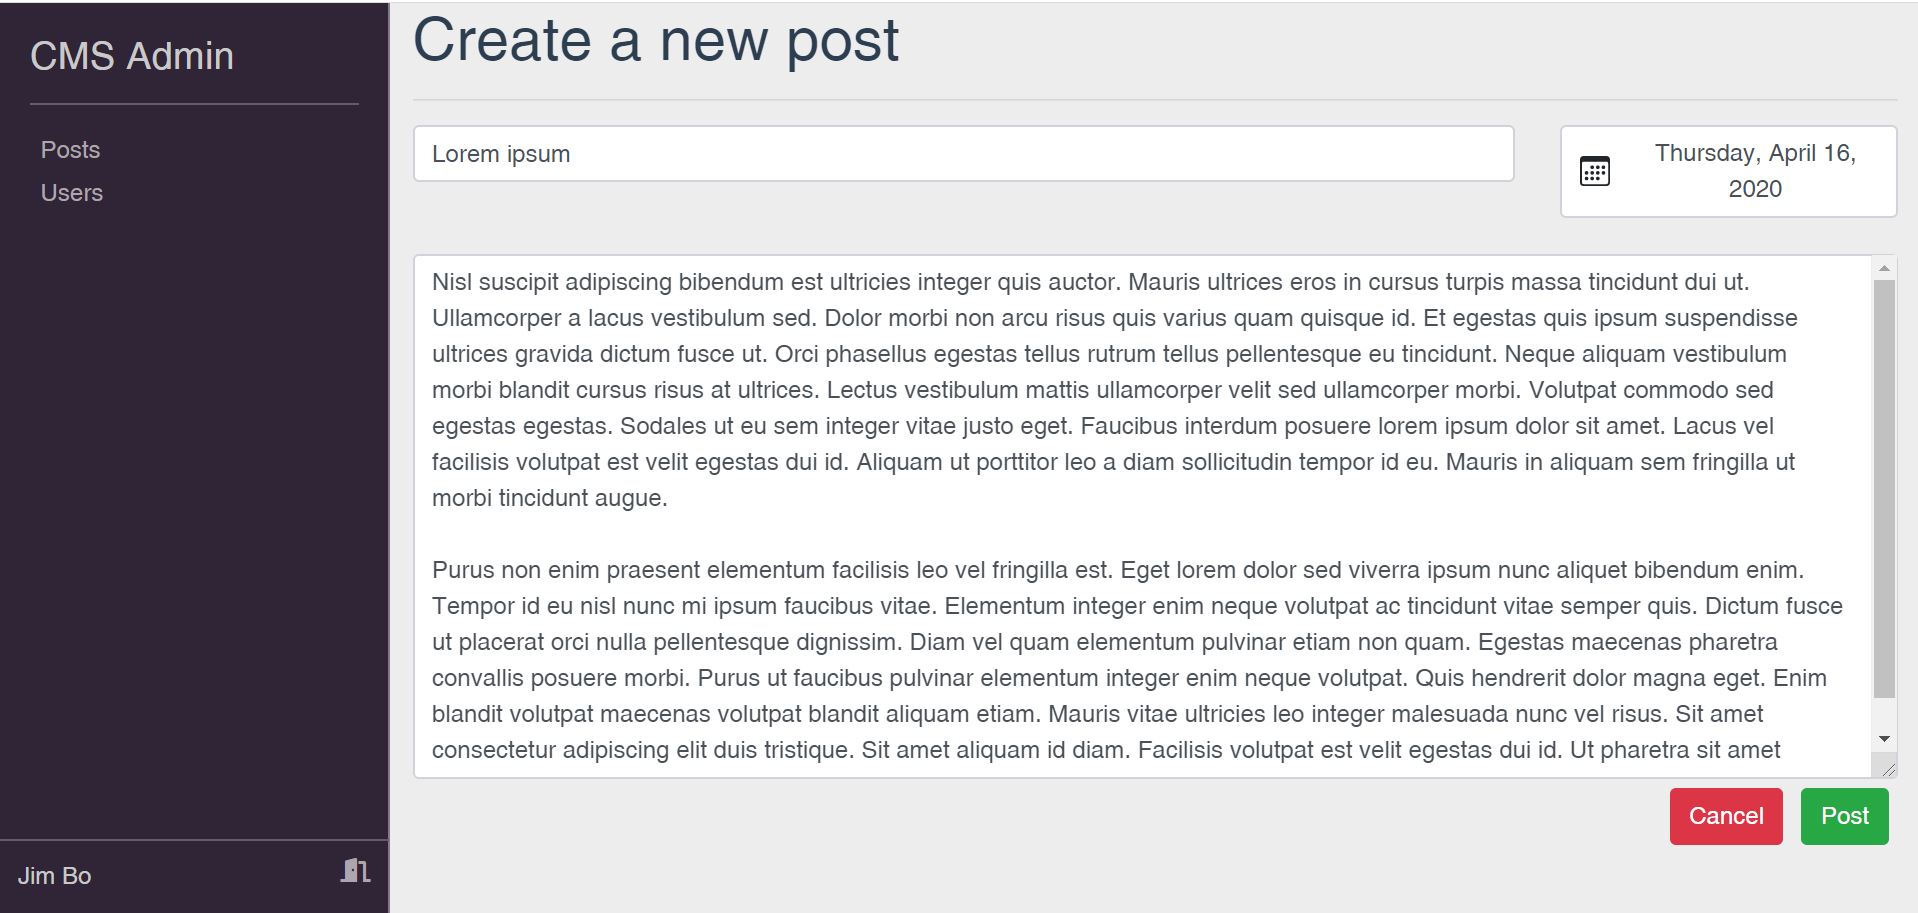 CMS Admin
Posts
Users
Jim Bo
Create a new post
Lorem ipsum
Thursday, April 16,
2020
Nisl suscipit adipiscing bibendum est ultricies integer quis auctor. Mauris ultrices eros in cursus turpis massa tincidunt dui ut.
Ullamcorper a lacus vestibulum sed. Dolor morbi non arcu risus quis varius quam quisque id. Et egestas quis ipsum suspendisse
ultrices gravida dictum fusce ut. Orci phasellus egestas tellus rutrum tellus pellentesque eu tincidunt. Neque aliquam vestibulum
morbi blandit cursus risus at ultrices. Lectus vestibulum mattis ullamcorper velit sed ullamcorper morbi. Volutpat commodo sed
egestas egestas. Sodales ut eu sem integer vitae justo eget. Faucibus interdum posuere lorem ipsum dolor sit amet. Lacus vel
facilisis volutpat est velit egestas dui id. Aliquam ut porttitor leo a diam sollicitudin tempor id eu. Mauris in aliquam sem fringilla ut
morbi tincidunt augue.
Purus non enim praesent elementum facilisis leo vel fringilla est. Eget lorem dolor sed viverra ipsum nunc aliquet bibendum enim.
Tempor id eu nisl nunc mi ipsum faucibus vitae. Elementum integer enim neque volutpat ac tincidunt vitae semper quis. Dictum fusce
ut placerat orci nulla pellentesque dignissim. Diam vel quam elementum pulvinar etiam non quam. Egestas maecenas pharetra
convallis posuere morbi. Purus ut faucibus pulvinar elementum integer enim neque volutpat. Quis hendrerit dolor magna eget. Enim
blandit volutpat maecenas volutpat blandit aliquam etiam. Mauris vitae ultricies leo integer malesuada nunc vel risus. Sit amet
consectetur adipiscing elit duis tristique. Sit amet aliquam id diam. Facilisis volutpat est velit egestas dui id. Ut pharetra sit amet
Cancel
Post